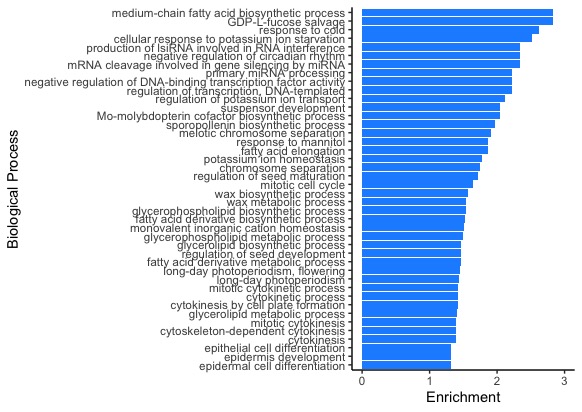 medium-chain fatty acid biosynthetic process
GDP-L-fucose salvage
response to cold
cellular response to potassium ion starvation
production of lsiRNA involved in RNA interference
negative regulation of circadian rhythm
mRNA cleavage involved in gene silencing by miRNA
primary miRNA processing
negative regulation of DNA-binding transcription factor activity
regulation of transcription, DNA-templated
regulation of potassium ion transport
suspensor development
Mo-molybdopterin cofactor biosynthetic process
sporopollenin biosynthetic process
meiotic chromosome separation
response to mannitol
fatty acid elongation
potassium ion homeostasis
chromosome separation
regulation of seed maturation
mitotic cell cycle
wax biosynthetic process
wax metabolic process
glycerophospholipid biosynthetic process
fatty acid derivative biosynthetic process
monovalent inorganic cation homeostasis
glycerophospholipid metabolic process
glycerolipid biosynthetic process
regulation of seed development
fatty acid derivative metabolic process
long-day photoperiodism, flowering
long-day photoperiodism
mitotic cytokinetic process
cytokinetic process
cytokinesis by cell plate formation
glycerolipid metabolic process
mitotic cytokinesis
cytoskeleton-dependent cytokinesis
cytokinesis
epithelial cell differentiation
epidermis development
epidermal cell differentiation
Biological Process
0 1 2 3
Enrichment